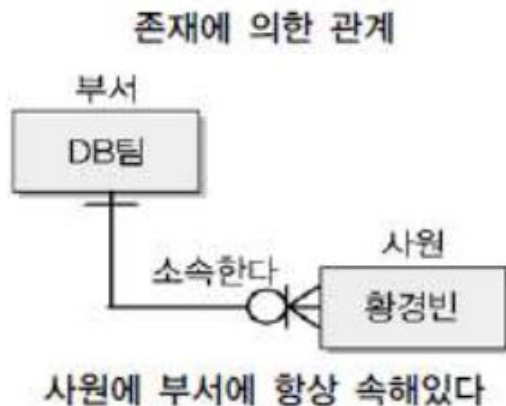 존재에 의한 관계
부서
DB팀
사원
소속한다
황경빈
사원에 부서에 항상 속해있다